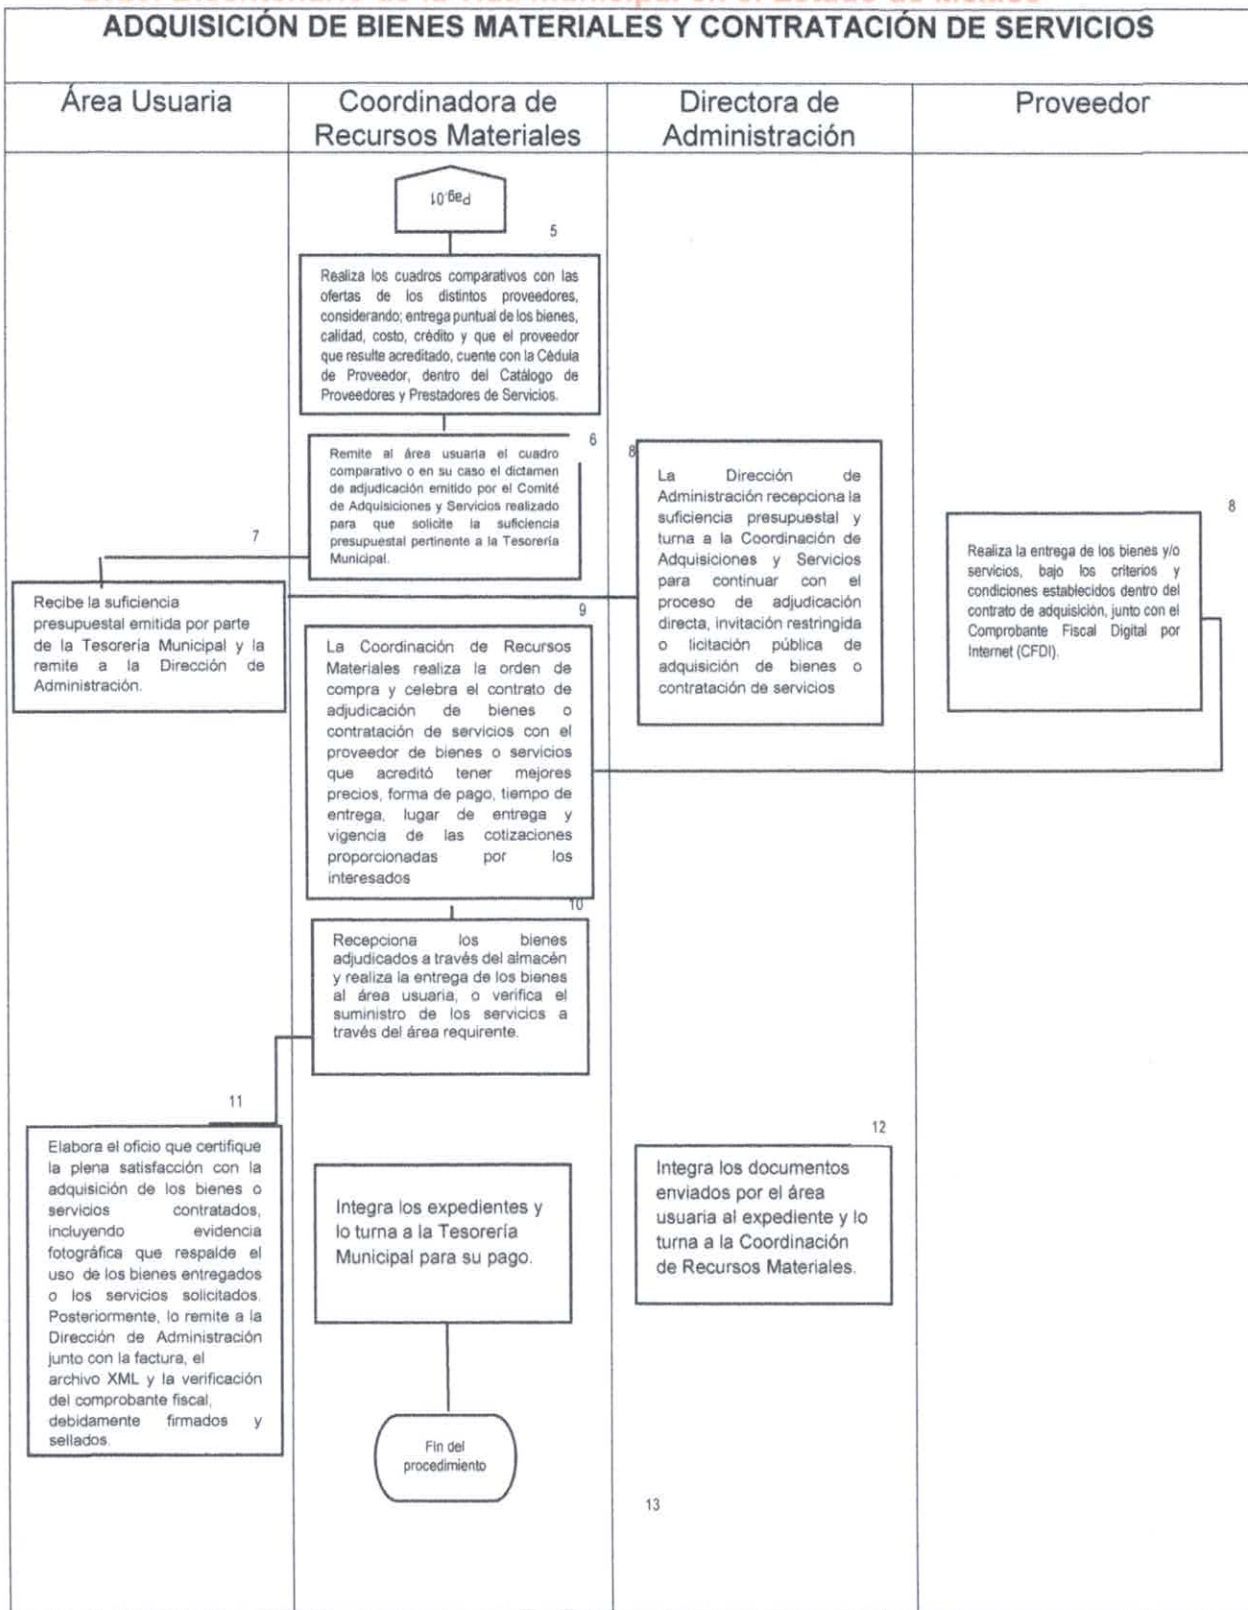 ADQUISICIÓN DE BIENES MATERIALES Y CONTRATACIÓN DE SERVICIOS
Área Usuaria
Coordinadora de
Recursos Materiales
Directora de
Administración
Proveedor
Pag.01
5
Realiza los cuadros comparativos con las
ofertas de los distintos proveedores,
considerando; entrega puntual de los bienes,
calidad, costo, crédito y que el proveedor
que resulte acreditado, cuente con la Cédula
de Proveedor, dentro del Catálogo de
Proveedores y Prestadores de Servicios.
6
Remite al área usuaria el cuadro
comparativo o en su caso el dictamen
de adjudicación emitido por el Comité
de Adquisiciones y Servicios realizado
para que solicite la suficiencia
presupuestal pertinente a la Tesorería
Municipal.
7
Recibe la suficiencia
presupuestal emitida por parte
de la Tesorería Municipal y la
remite a la Dirección de
Administración.
8
La Dirección de
Administración recepciona la
suficiencia presupuestal y
turna a la Coordinación de
Adquisiciones y Servicios
para continuar con el
proceso de adjudicación
directa, invitación restringida
o licitación pública de
adquisición de bienes o
contratación de servicios
8
Realiza la entrega de los bienes y/o
servicios, bajo los criterios y
condiciones establecidos dentro del
contrato de adquisición, junto con el
Comprobante Fiscal Digital por
Internet (CFDI).
9
La Coordinación de Recursos
Materiales realiza la orden de
compra y celebra el contrato de
adjudicación de bienes o
contratación de servicios con el
proveedor de bienes o servicios
que acreditó tener mejores
precios, forma de pago, tiempo de
entrega, lugar de entrega y
vigencia de las cotizaciones
proporcionadas por los
interesados
10
Recepciona los bienes
adjudicados a través del almacén
y realiza la entrega de los bienes
al área usuaria, o verifica el
suministro de los servicios a
través del área requirente.
11
Elabora el oficio que certifique
la plena satisfacción con la
adquisición de los bienes o
servicios contratados,
incluyendo evidencia
fotográfica que respalde el
uso de los bienes entregados
o los servicios solicitados.
Posteriormente, lo remite a la
Dirección de Administración
junto con la factura, el
archivo XML y la verificación
del comprobante fiscal,
debidamente firmados y
sellados.
12
Integra los documentos
enviados por el área
usuaria al expediente y lo
turna a la Coordinación
de Recursos Materiales.
Integra los expedientes y
lo turna a la Tesorería
Municipal para su pago.
Fin del
procedimiento
13